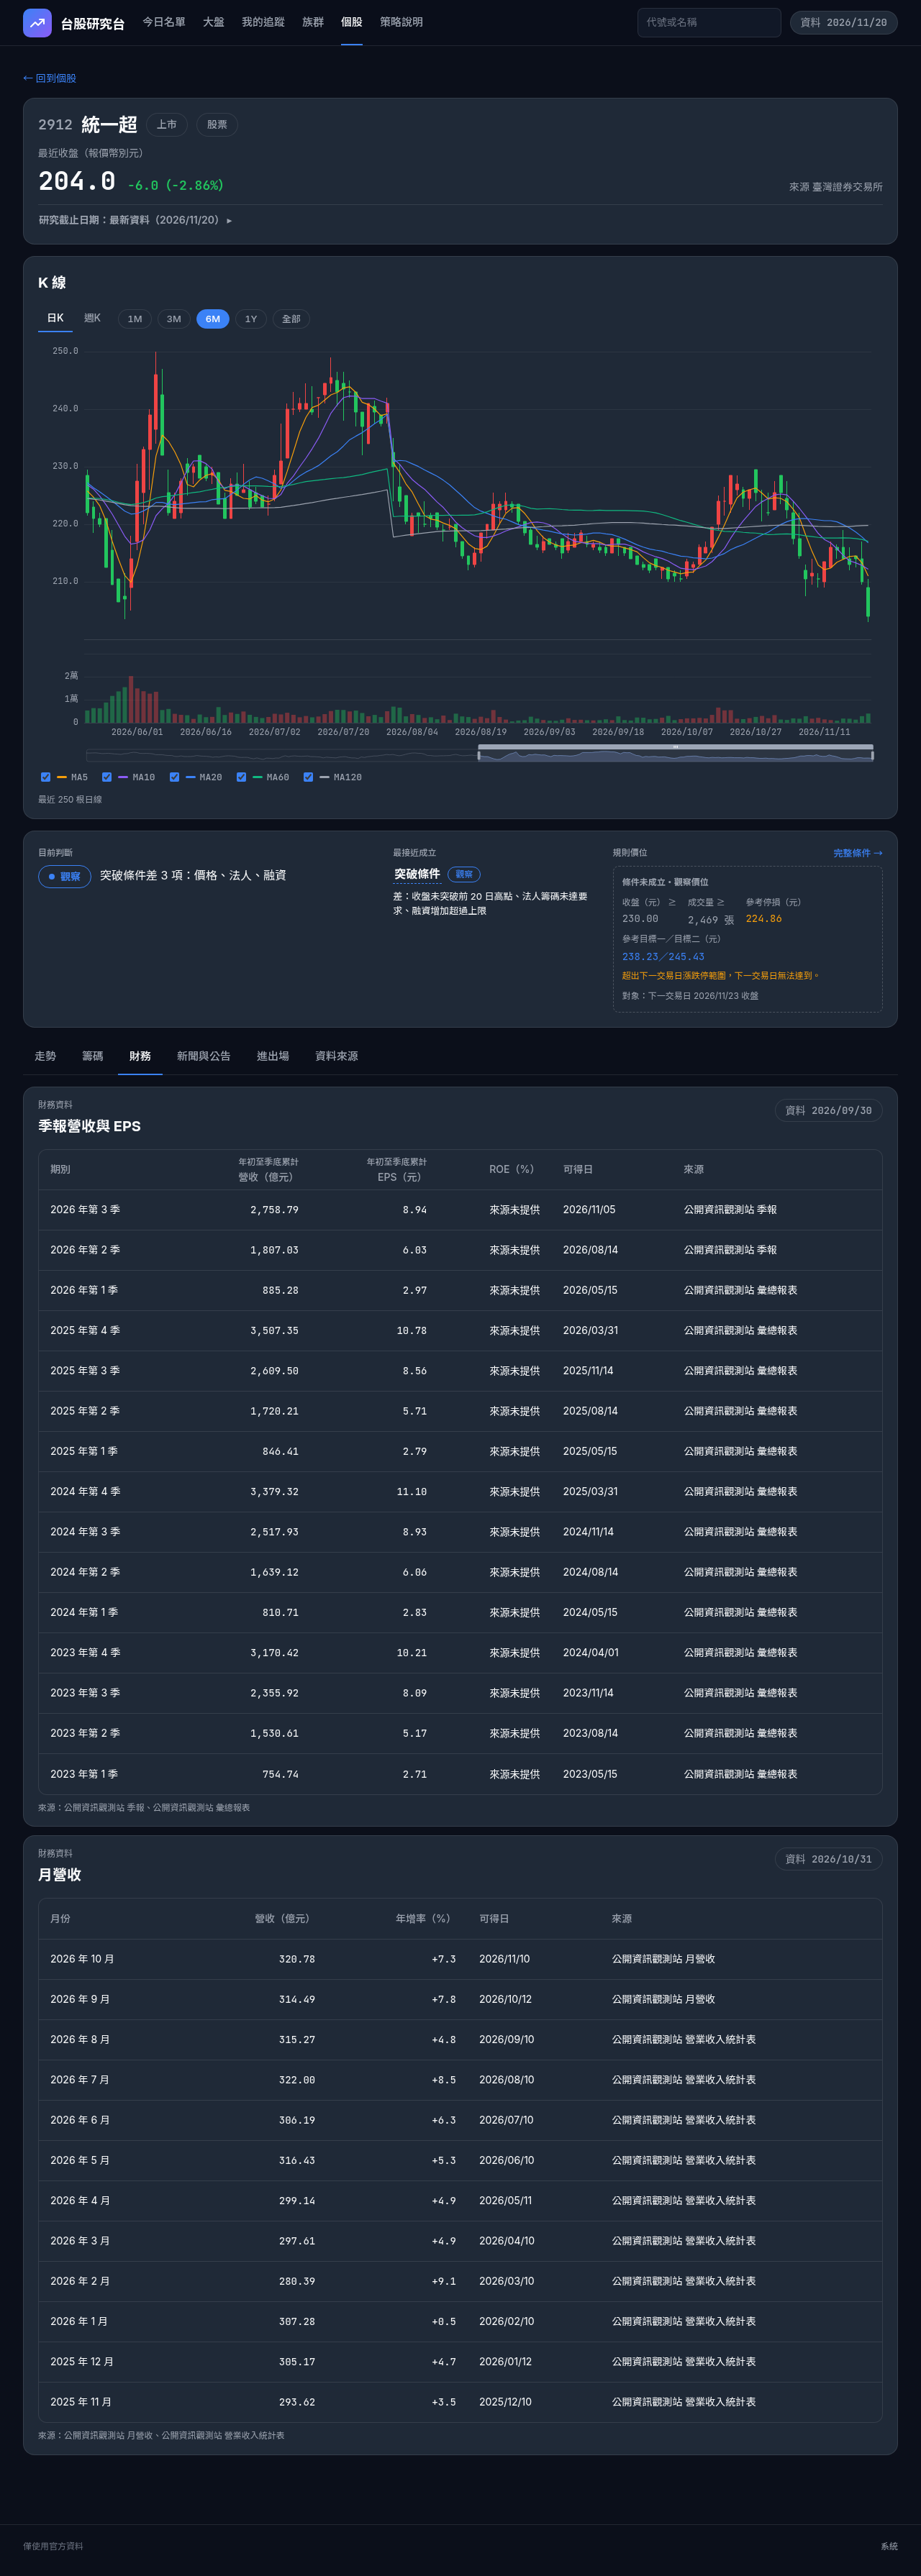 台股研究台 今日名單 大盤 我的追蹤 族群 個股 策略說明 代號或名稱 資料 2026/11/20
← 回到個股
2912 統一超 上市 股票
最近收盤（報價幣別元）
204.0 -6.0 (-2.86%)
來源 臺灣證券交易所
研究截止日期：最新資料（2026/11/20） ▸
K 線
日K 週K 1M 3M 6M 1Y 全部
250.0
240.0
230.0
220.0
210.0
2萬
1萬
0
2026/06/01 2026/06/16 2026/07/02 2026/07/20 2026/08/04 2026/08/19 2026/09/03 2026/09/18 2026/10/07 2026/10/27 2026/11/11
MA5 MA10 MA20 MA60 MA120
最近 250 根日線
目前判斷
觀察 突破條件差 3 項：價格、法人、融資
最接近成立
突破條件 觀察
差：收盤未突破前 20 日高點、法人籌碼未達要
求、融資增加超過上限
規則價位 完整條件 →
條件未成立・觀察價位
收盤（元） ≥ 成交量 ≥ 參考停損（元）
230.00 2,469 張 224.86
參考目標一／目標二（元）
238.23／245.43
超出下一交易日漲跌停範圍，下一交易日無法達到。
對象：下一交易日 2026/11/23 收盤
走勢 籌碼 財務 新聞與公告 進出場 資料來源
財務資料
季報營收與 EPS
資料 2026/09/30
期別 年初至季底累計 營收（億元） 年初至季底累計 EPS（元） ROE（%） 可得日 來源
2026 年第 3 季 2,758.79 8.94 來源未提供 2026/11/05 公開資訊觀測站 季報
2026 年第 2 季 1,807.03 6.03 來源未提供 2026/08/14 公開資訊觀測站 季報
2026 年第 1 季 885.28 2.97 來源未提供 2026/05/15 公開資訊觀測站 彙總報表
2025 年第 4 季 3,507.35 10.78 來源未提供 2026/03/31 公開資訊觀測站 彙總報表
2025 年第 3 季 2,609.50 8.56 來源未提供 2025/11/14 公開資訊觀測站 彙總報表
2025 年第 2 季 1,720.21 5.71 來源未提供 2025/08/14 公開資訊觀測站 彙總報表
2025 年第 1 季 846.41 2.79 來源未提供 2025/05/15 公開資訊觀測站 彙總報表
2024 年第 4 季 3,379.32 11.10 來源未提供 2025/03/31 公開資訊觀測站 彙總報表
2024 年第 3 季 2,517.93 8.93 來源未提供 2024/11/14 公開資訊觀測站 彙總報表
2024 年第 2 季 1,639.12 6.06 來源未提供 2024/08/14 公開資訊觀測站 彙總報表
2024 年第 1 季 810.71 2.83 來源未提供 2024/05/15 公開資訊觀測站 彙總報表
2023 年第 4 季 3,170.42 10.21 來源未提供 2024/04/01 公開資訊觀測站 彙總報表
2023 年第 3 季 2,355.92 8.09 來源未提供 2023/11/14 公開資訊觀測站 彙總報表
2023 年第 2 季 1,530.61 5.17 來源未提供 2023/08/14 公開資訊觀測站 彙總報表
2023 年第 1 季 754.74 2.71 來源未提供 2023/05/15 公開資訊觀測站 彙總報表
來源：公開資訊觀測站 季報、公開資訊觀測站 彙總報表
財務資料
月營收
資料 2026/10/31
月份 營收（億元） 年增率（%） 可得日 來源
2026 年 10 月 320.78 +7.3 2026/11/10 公開資訊觀測站 月營收
2026 年 9 月 314.49 +7.8 2026/10/12 公開資訊觀測站 月營收
2026 年 8 月 315.27 +4.8 2026/09/10 公開資訊觀測站 營業收入統計表
2026 年 7 月 322.00 +8.5 2026/08/10 公開資訊觀測站 營業收入統計表
2026 年 6 月 306.19 +6.3 2026/07/10 公開資訊觀測站 營業收入統計表
2026 年 5 月 316.43 +5.3 2026/06/10 公開資訊觀測站 營業收入統計表
2026 年 4 月 299.14 +4.9 2026/05/11 公開資訊觀測站 營業收入統計表
2026 年 3 月 297.61 +4.9 2026/04/10 公開資訊觀測站 營業收入統計表
2026 年 2 月 280.39 +9.1 2026/03/10 公開資訊觀測站 營業收入統計表
2026 年 1 月 307.28 +0.5 2026/02/10 公開資訊觀測站 營業收入統計表
2025 年 12 月 305.17 +4.7 2026/01/12 公開資訊觀測站 營業收入統計表
2025 年 11 月 293.62 +3.5 2025/12/10 公開資訊觀測站 營業收入統計表
來源：公開資訊觀測站 月營收、公開資訊觀測站 營業收入統計表
僅使用官方資料 系統